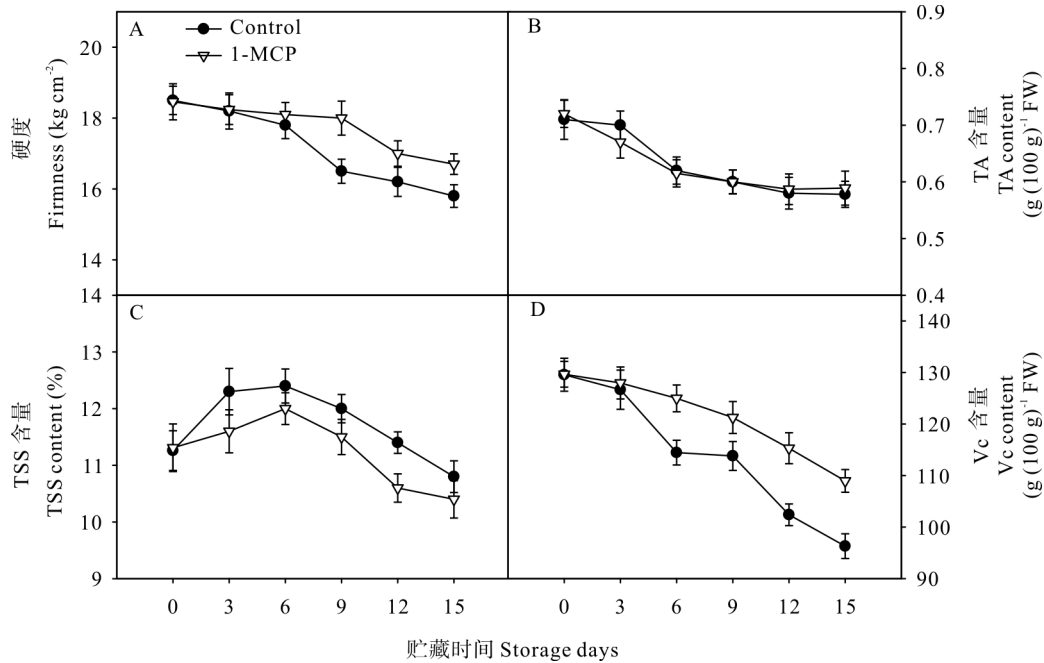 A
Control
1-MCP
20
18
16
14
硬度
Firmness (kg cm⁻²)
B
0.9
0.8
0.7
0.6
0.5
0.4
TA 含量
TA content
(g (100 g)⁻¹ FW)
C
14
13
12
11
10
9
TSS 含量
TSS content (%)
D
140
130
120
110
100
90
Vc 含量
Vc content
(g (100 g)⁻¹ FW)
0 3 6 9 12 15
0 3 6 9 12 15
贮藏时间 Storage days